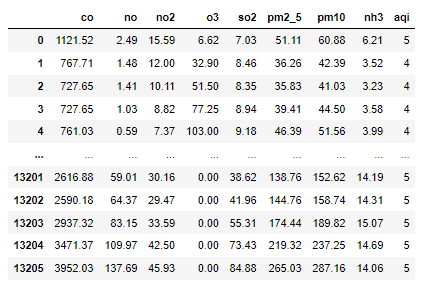 co no no2 o3 so2 pm2_5 pm10 nh3 aqi
0 1121.52 2.49 15.59 6.62 7.03 51.11 60.88 6.21 5
1 767.71 1.48 12.00 32.90 8.46 36.26 42.39 3.52 4
2 727.65 1.41 10.11 51.50 8.35 35.83 41.03 3.23 4
3 727.65 1.03 8.82 77.25 8.94 39.41 44.50 3.58 4
4 761.03 0.59 7.37 103.00 9.18 46.39 51.56 3.99 4
... ... ... ... ... ... ... ... ... ...
13201 2616.88 59.01 30.16 0.00 38.62 138.76 152.62 14.19 5
13202 2590.18 64.37 29.47 0.00 41.96 144.76 158.74 14.31 5
13203 2937.32 83.15 33.59 0.00 55.31 174.44 189.82 15.07 5
13204 3471.37 109.97 42.50 0.00 73.43 219.32 237.25 14.69 5
13205 3952.03 137.69 45.93 0.00 84.88 265.03 287.16 14.06 5